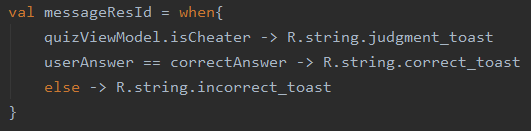 val messageResId = when{
    quizViewModel.isCheater -> R.string.judgment_toast
    userAnswer == correctAnswer -> R.string.correct_toast
    else -> R.string.incorrect_toast
}